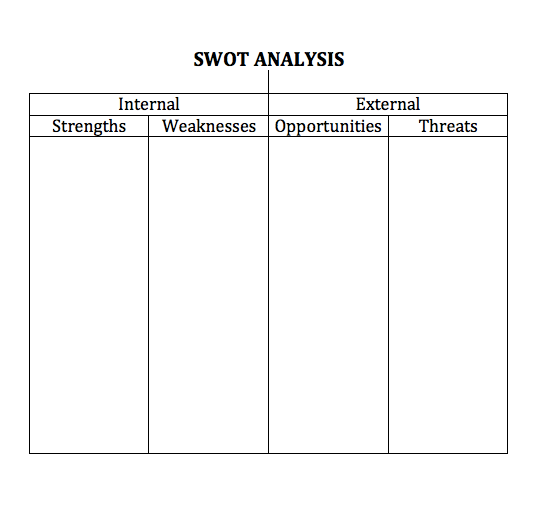 SWOT ANALYSIS
Internal External
Strengths Weaknesses Opportunities Threats